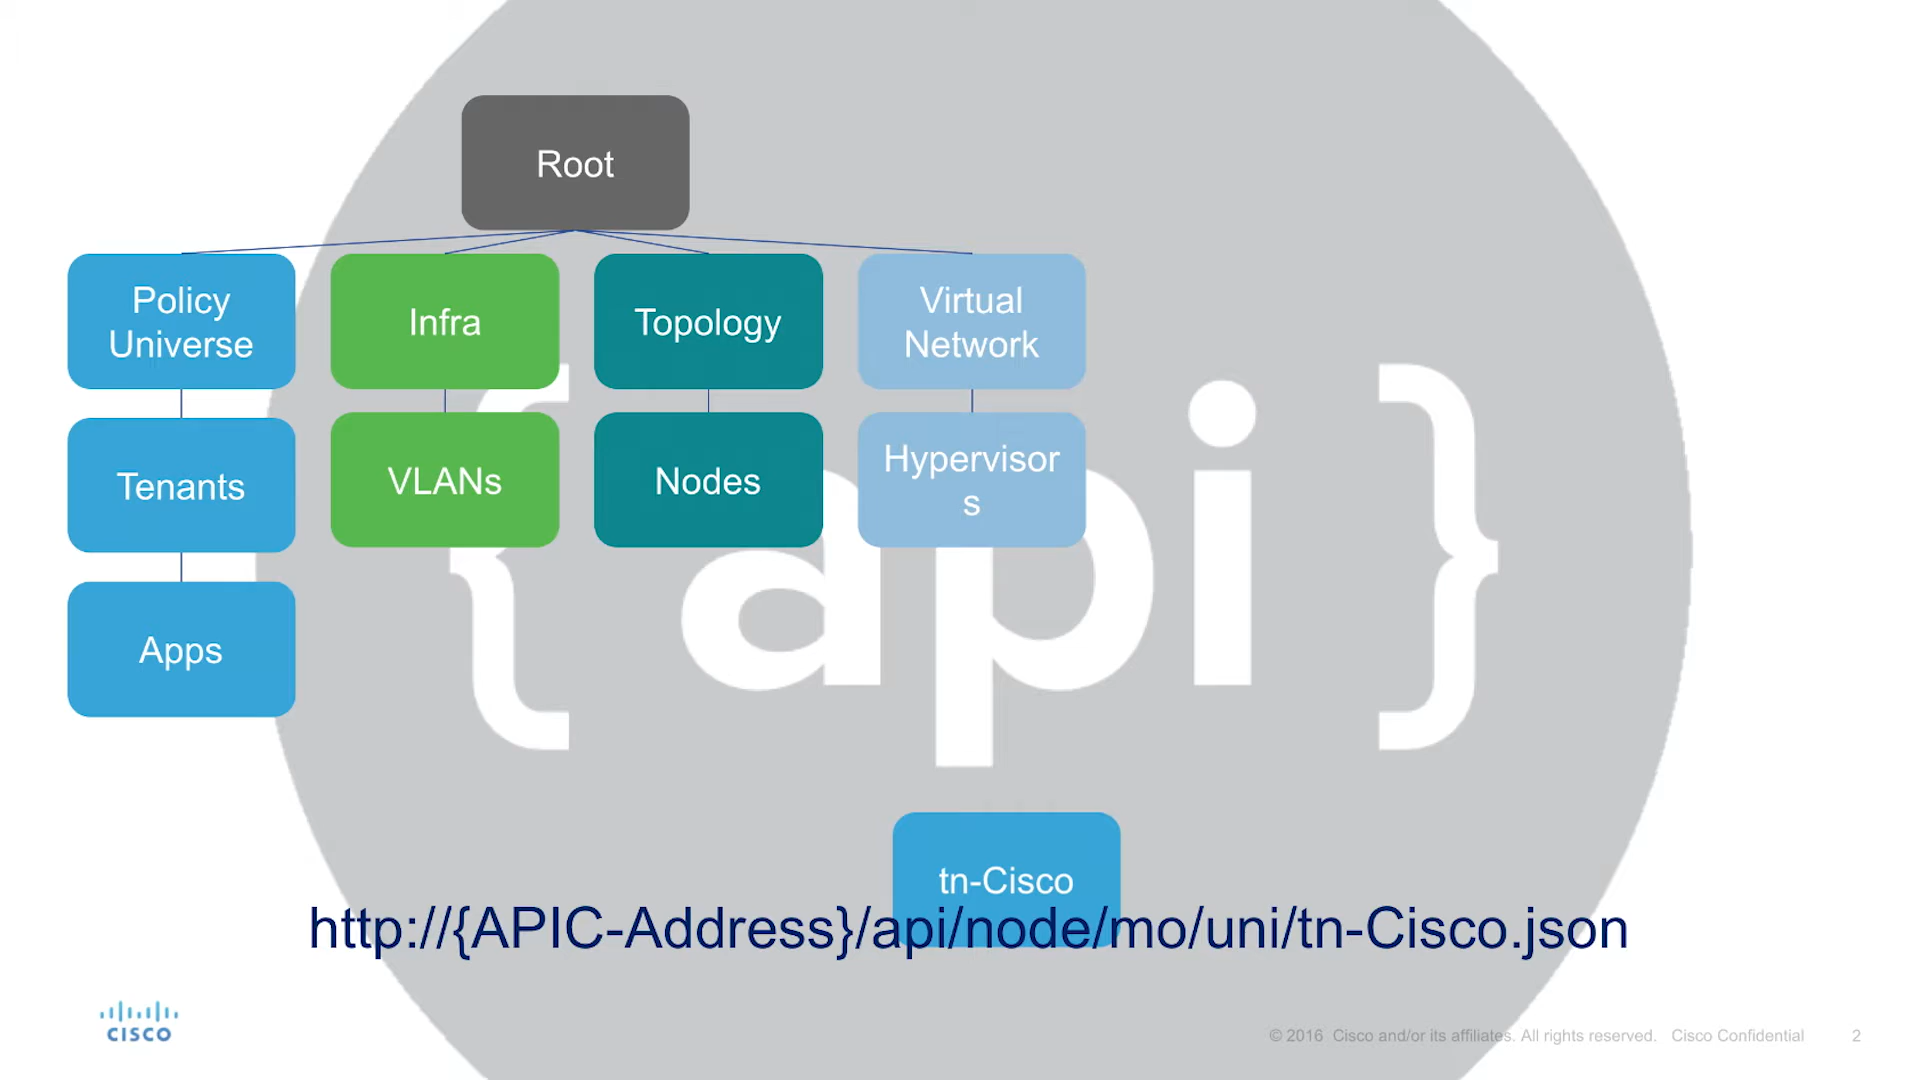 Root
Policy
Universe
Infra
Topology
Virtual
Network
Tenants
VLANs
Nodes
Hypervisor
s
Apps
{ api }
tn-Cisco
http://{APIC-Address}/api/node/mo/uni/tn-Cisco.json
CISCO
© 2016 Cisco and/or its affiliates. All rights reserved. Cisco Confidential 2